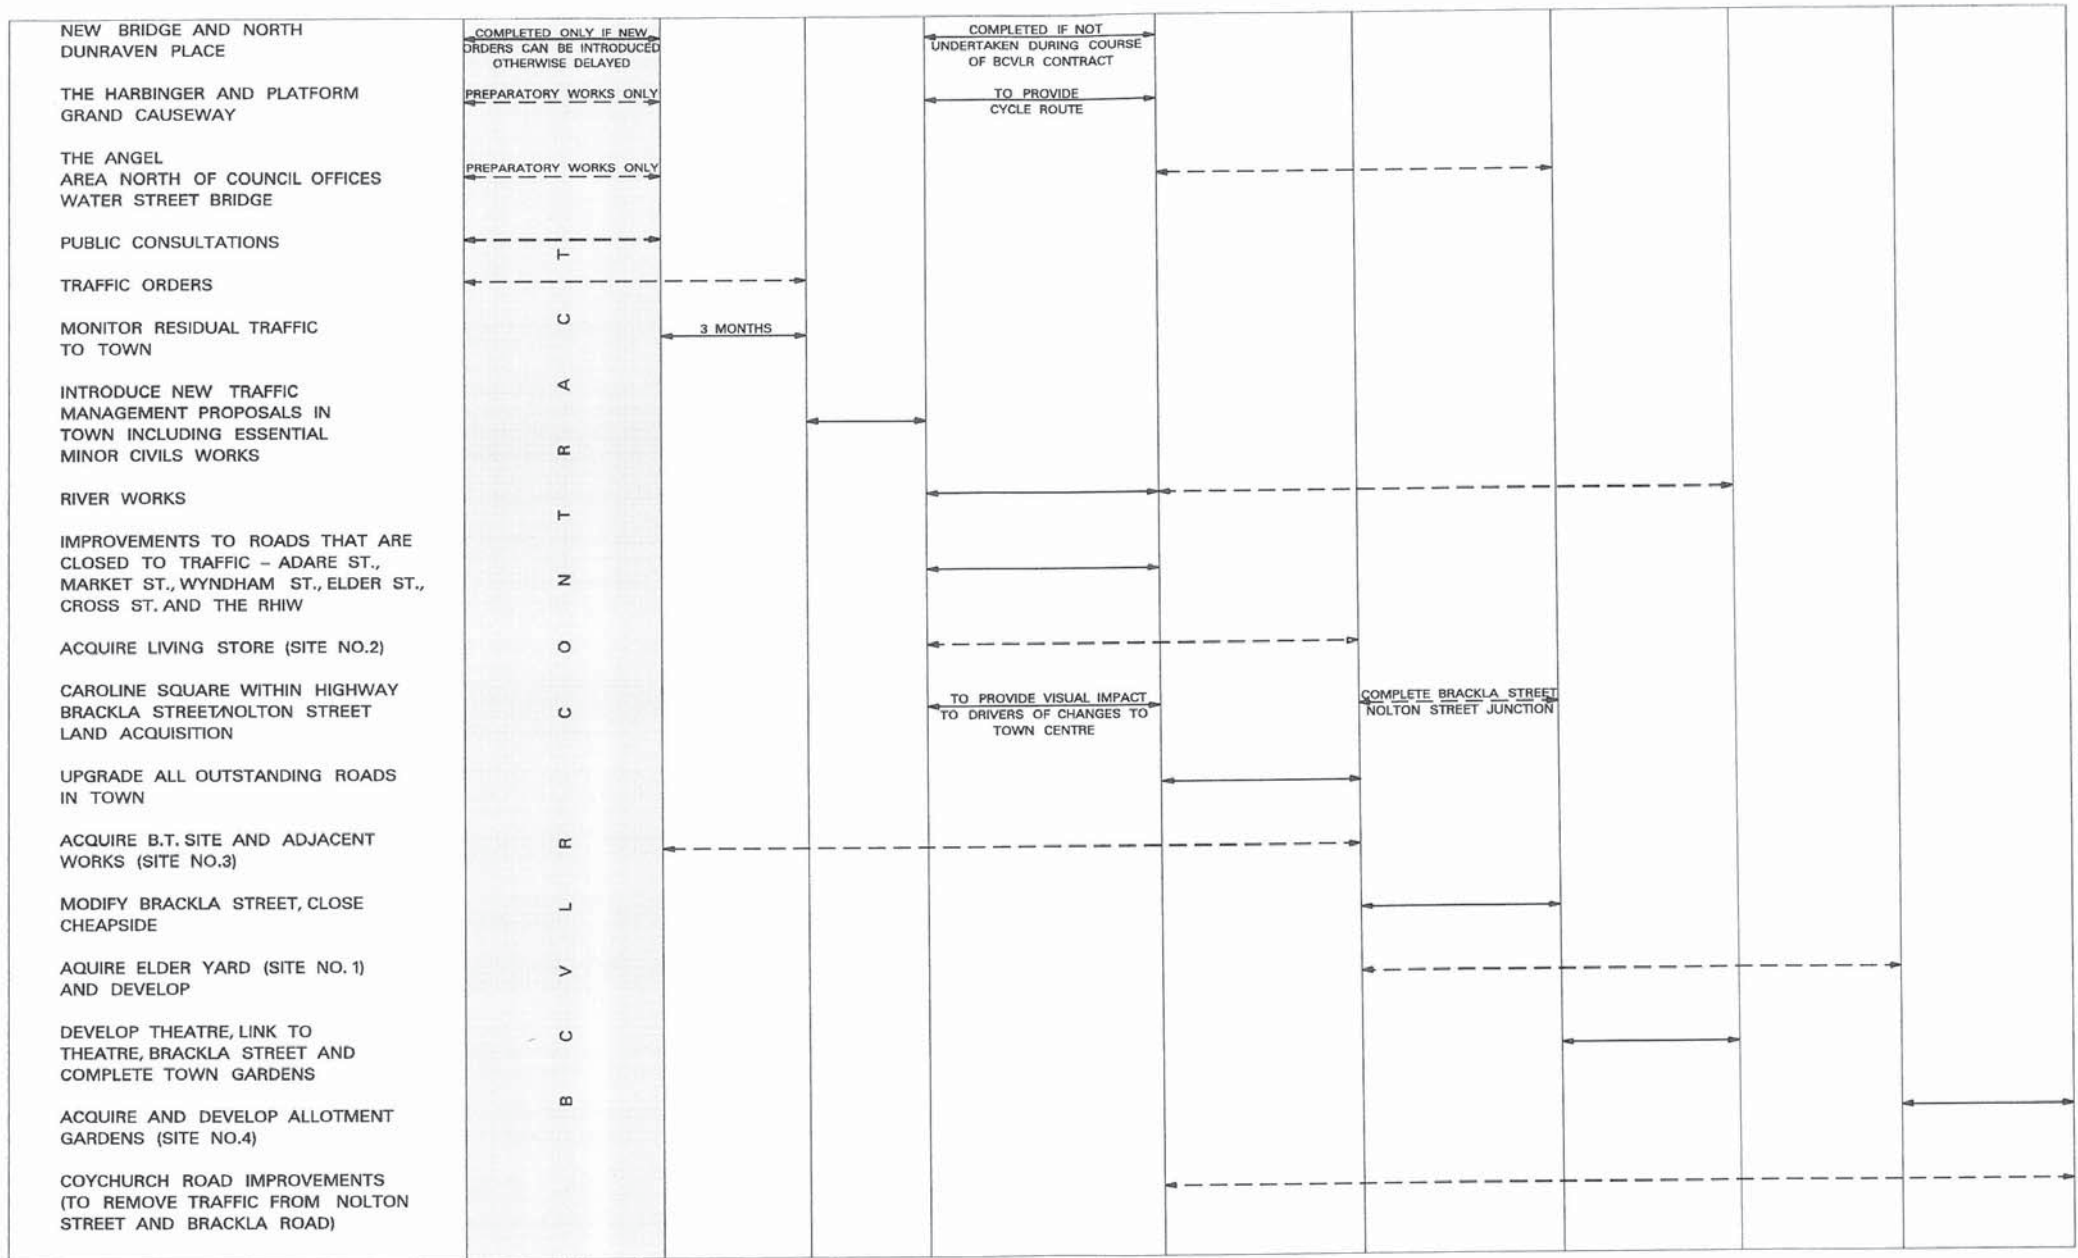 NEW BRIDGE AND NORTH
DUNRAVEN PLACE
COMPLETED ONLY IF NEW
ORDERS CAN BE INTRODUCED
OTHERWISE DELAYED
COMPLETED IF NOT
UNDERTAKEN DURING COURSE
OF BCVLR CONTRACT
THE HARBINGER AND PLATFORM
GRAND CAUSEWAY
PREPARATORY WORKS ONLY
TO PROVIDE
CYCLE ROUTE
THE ANGEL
AREA NORTH OF COUNCIL OFFICES
WATER STREET BRIDGE
PREPARATORY WORKS ONLY
PUBLIC CONSULTATIONS
TRAFFIC ORDERS
MONITOR RESIDUAL TRAFFIC
TO TOWN
3 MONTHS
INTRODUCE NEW TRAFFIC
MANAGEMENT PROPOSALS IN
TOWN INCLUDING ESSENTIAL
MINOR CIVILS WORKS
RIVER WORKS
IMPROVEMENTS TO ROADS THAT ARE
CLOSED TO TRAFFIC – ADARE ST.,
MARKET ST., WYNDHAM ST., ELDER ST.,
CROSS ST. AND THE RHIW
ACQUIRE LIVING STORE (SITE NO.2)
CAROLINE SQUARE WITHIN HIGHWAY
BRACKLA STREET/NOLTON STREET
LAND ACQUISITION
TO PROVIDE VISUAL IMPACT
TO DRIVERS OF CHANGES TO
TOWN CENTRE
COMPLETE BRACKLA STREET
NOLTON STREET JUNCTION
UPGRADE ALL OUTSTANDING ROADS
IN TOWN
ACQUIRE B.T. SITE AND ADJACENT
WORKS (SITE NO.3)
MODIFY BRACKLA STREET, CLOSE
CHEAPSIDE
AQUIRE ELDER YARD (SITE NO. 1)
AND DEVELOP
DEVELOP THEATRE, LINK TO
THEATRE, BRACKLA STREET AND
COMPLETE TOWN GARDENS
ACQUIRE AND DEVELOP ALLOTMENT
GARDENS (SITE NO.4)
COYCHURCH ROAD IMPROVEMENTS
(TO REMOVE TRAFFIC FROM NOLTON
STREET AND BRACKLA ROAD)
BCVLR CONTRACT